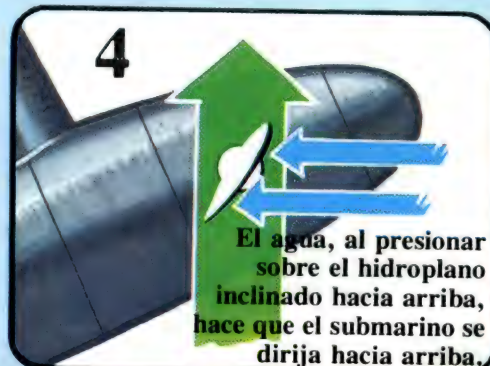 4
El agua, al presionar
sobre el hidroplano
inclinado hacia arriba,
hace que el submarino se
dirija hacia arriba.